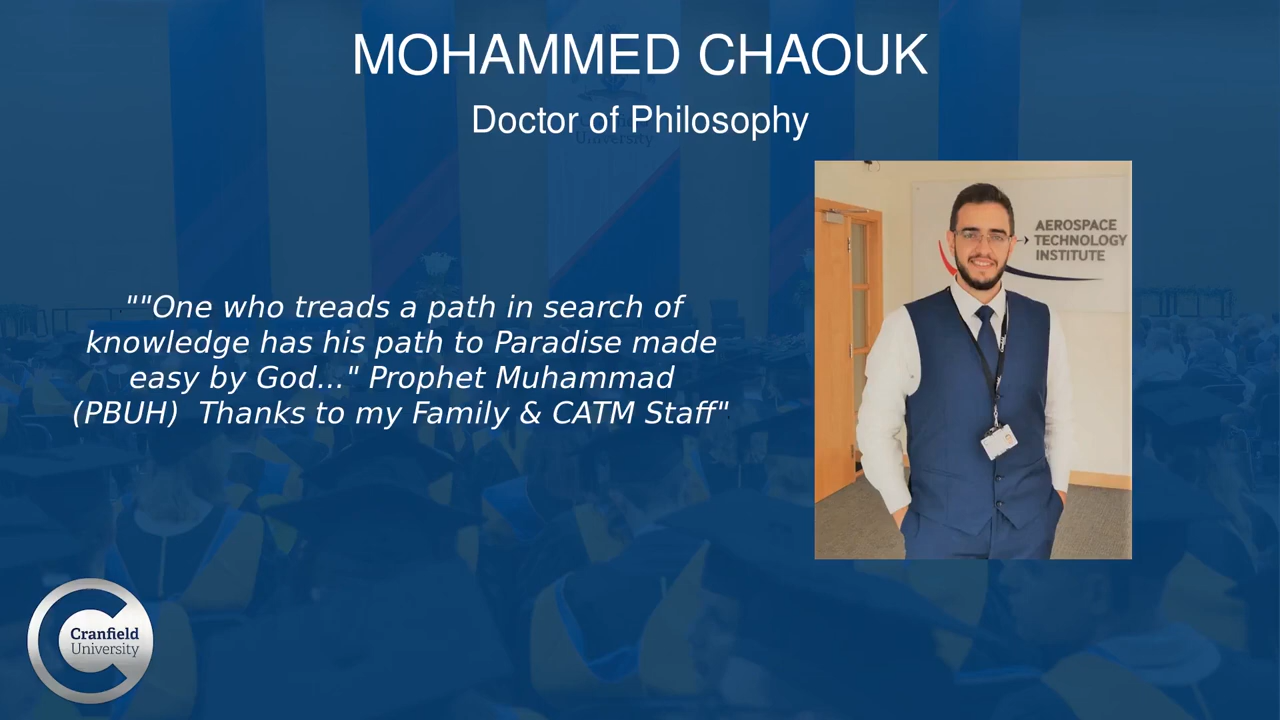 MOHAMMED CHAOUK
Doctor of Philosophy
University
AEROSPACE
TECHNOLOGY
INSTITUTE
""One who treads a path in search of
knowledge has his path to Paradise made
easy by God..." Prophet Muhammad
(PBUH)  Thanks to my Family & CATM Staff"
Cranfield
University